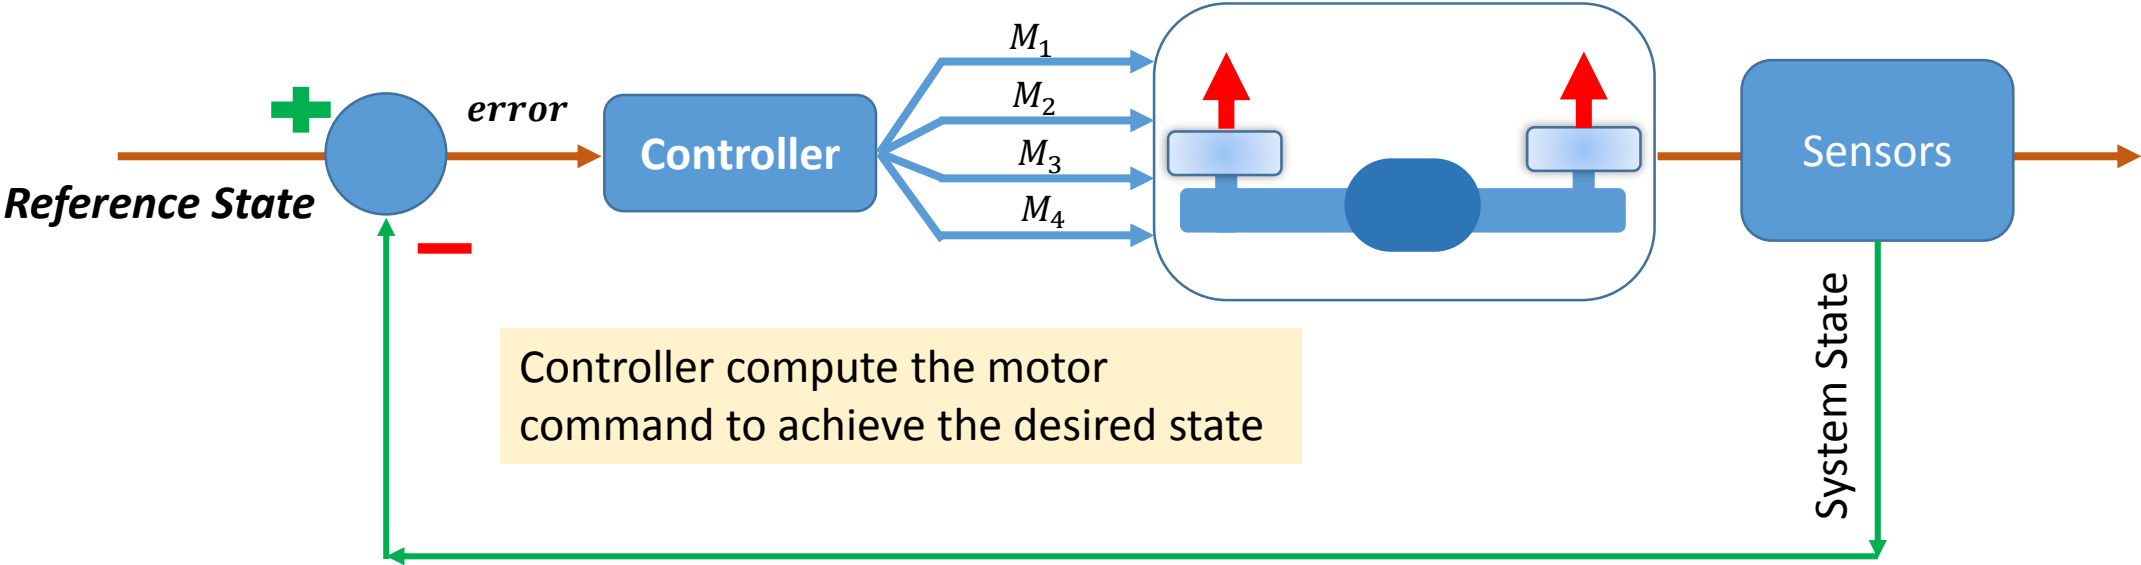 Reference State
error
Controller
M₁
M₂
M₃
M₄
Sensors
System State
Controller compute the motor
command to achieve the desired state